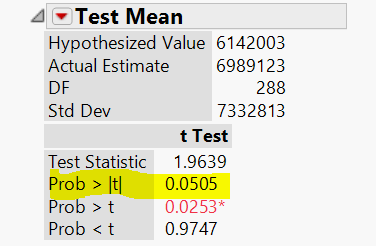 Test Mean
Hypothesized Value 6142003
Actual Estimate 6989123
DF 288
Std Dev 7332813
t Test
Test Statistic 1.9639
Prob > |t| 0.0505
Prob > t 0.0253*
Prob < t 0.9747